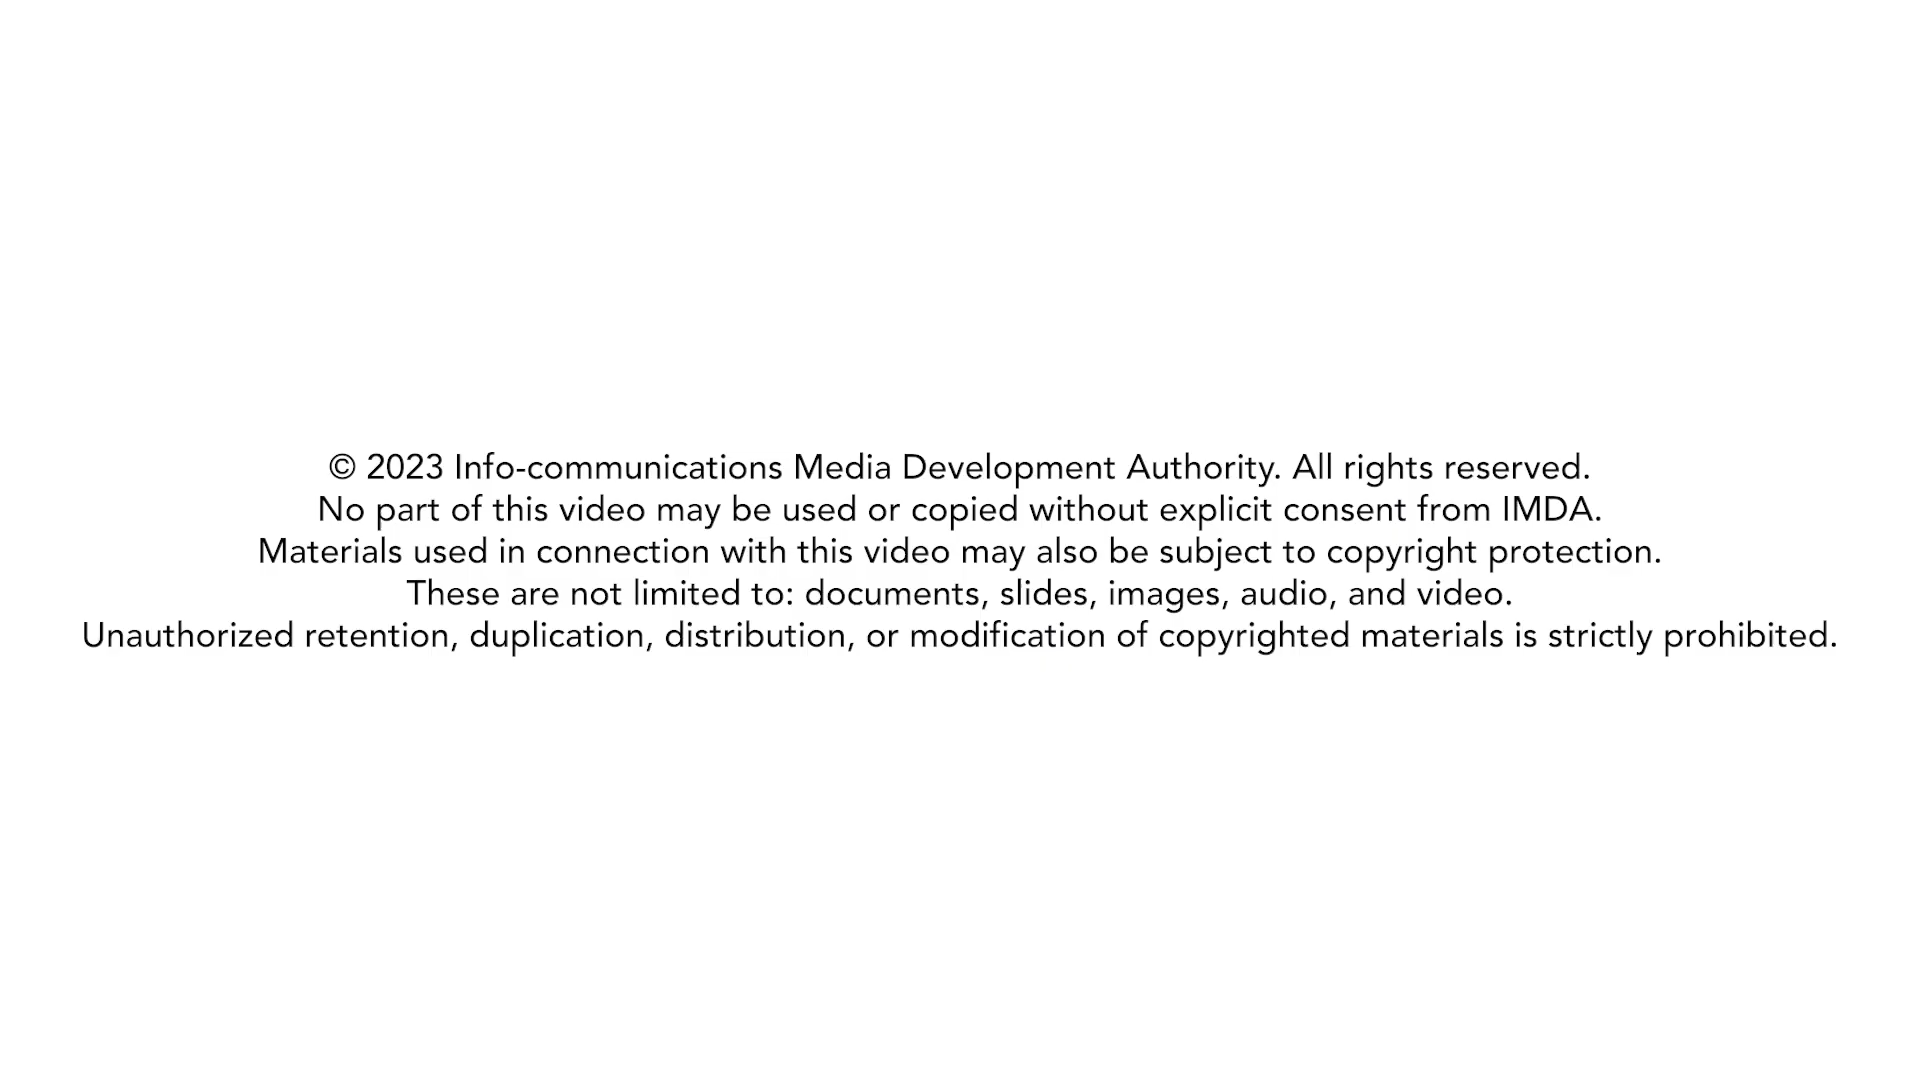 © 2023 Info-communications Media Development Authority. All rights reserved.
No part of this video may be used or copied without explicit consent from IMDA.
Materials used in connection with this video may also be subject to copyright protection.
These are not limited to: documents, slides, images, audio, and video.
Unauthorized retention, duplication, distribution, or modification of copyrighted materials is strictly prohibited.